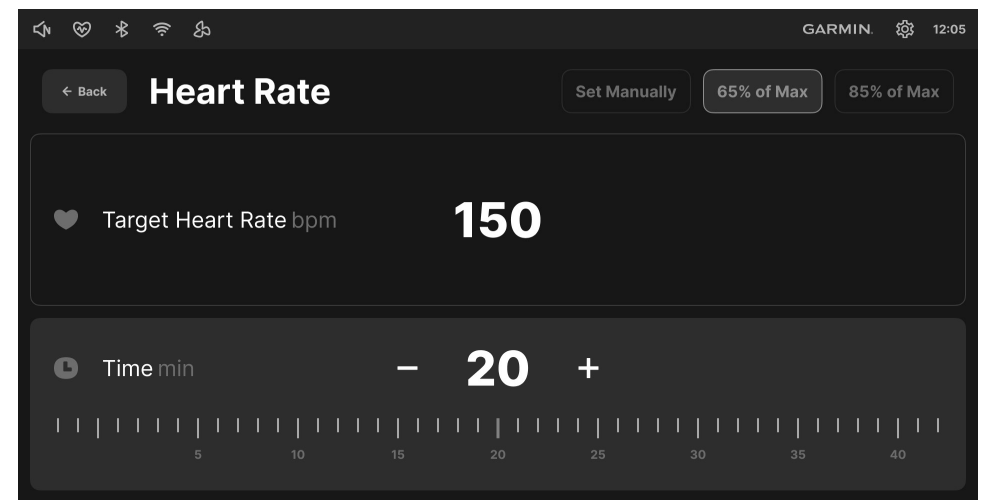 GARMIN. 12:05
← Back Heart Rate Set Manually 65% of Max 85% of Max
Target Heart Rate bpm 150
Time min − 20 +
5 10 15 20 25 30 35 40